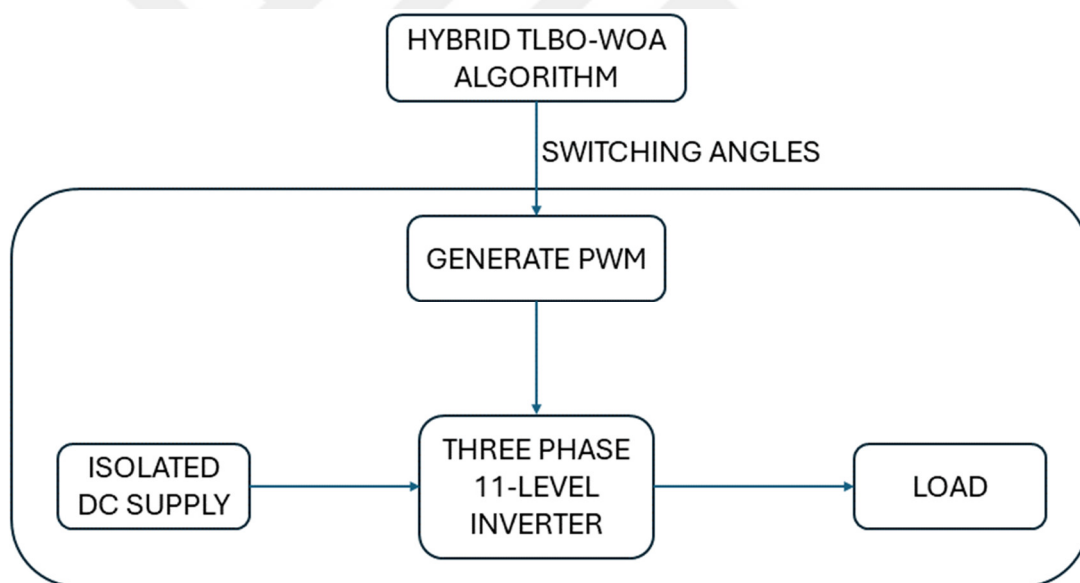 HYBRID TLBO-WOA
ALGORITHM
SWITCHING ANGLES
GENERATE PWM
ISOLATED
DC SUPPLY
THREE PHASE
11-LEVEL
INVERTER
LOAD